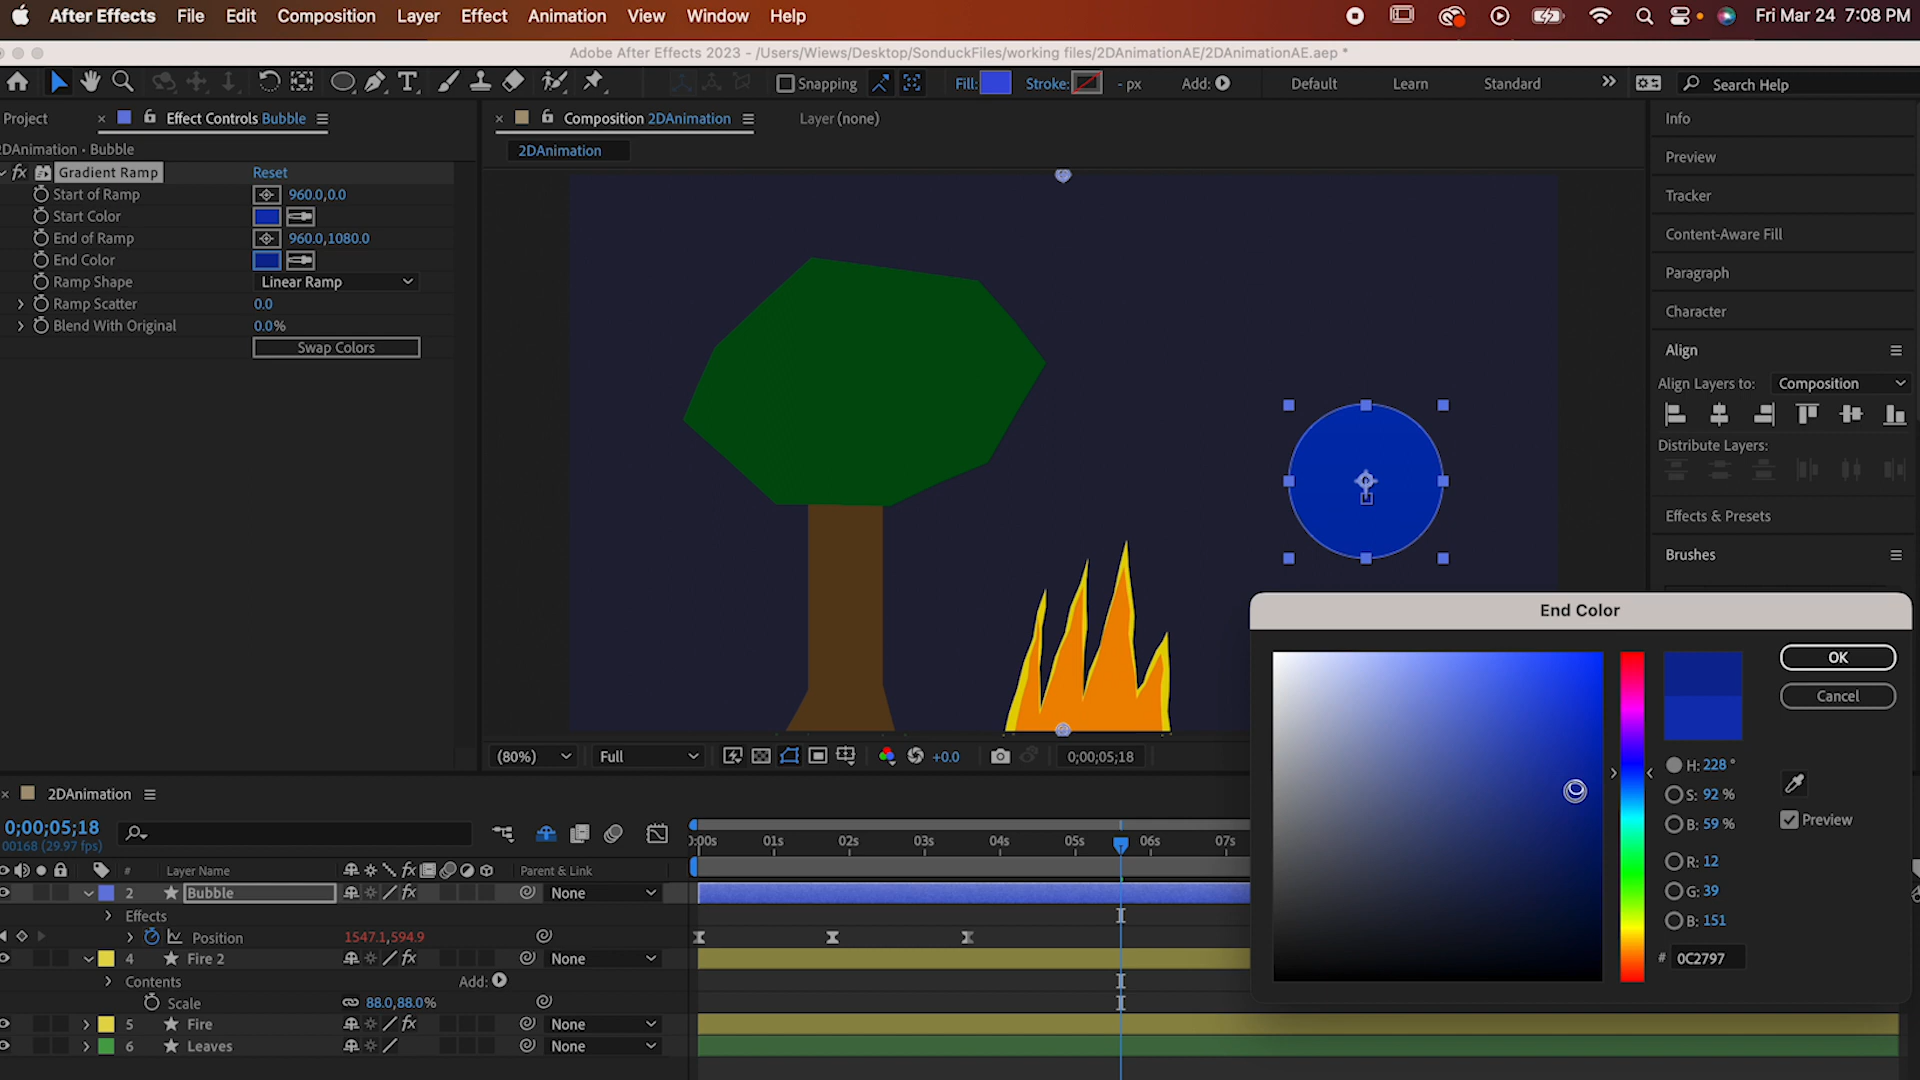 After Effects File Edit Composition Layer Effect Animation View Window Help Fri Mar 24 7:08 PM
Adobe After Effects 2023 - /Users/Wiews/Desktop/SonduckFiles/working files/2DAnimationAE/2DAnimationAE.aep *
Snapping Fill: Stroke: - px Add: Default Learn Standard Search Help
Project Effect Controls Bubble
2DAnimation • Bubble
fx Gradient Ramp Reset
Start of Ramp 960.0,0.0
Start Color
End of Ramp 960.0,1080.0
End Color
Ramp Shape Linear Ramp
Ramp Scatter 0.0
Blend With Original 0.0%
Swap Colors
Composition 2DAnimation Layer (none)
2DAnimation
(80%) Full +0.0 0;00;05;18
Info
Preview
Tracker
Content-Aware Fill
Paragraph
Character
Align
Align Layers to: Composition
Distribute Layers:
Effects & Presets
Brushes
End Color
OK
Cancel
H: 228 °
S: 92 %
B: 59 %
Preview
R: 12
G: 39
B: 151
# 0C2797
2DAnimation
0;00;05;18
00168 (29.97 fps)
:00s 01s 02s 03s 04s 05s 06s 07s
# Layer Name fx Parent & Link
2 Bubble fx None
Effects
Position 1547.1,594.9
4 Fire 2 fx None
Contents Add:
Scale 88.0,88.0%
5 Fire fx None
6 Leaves None